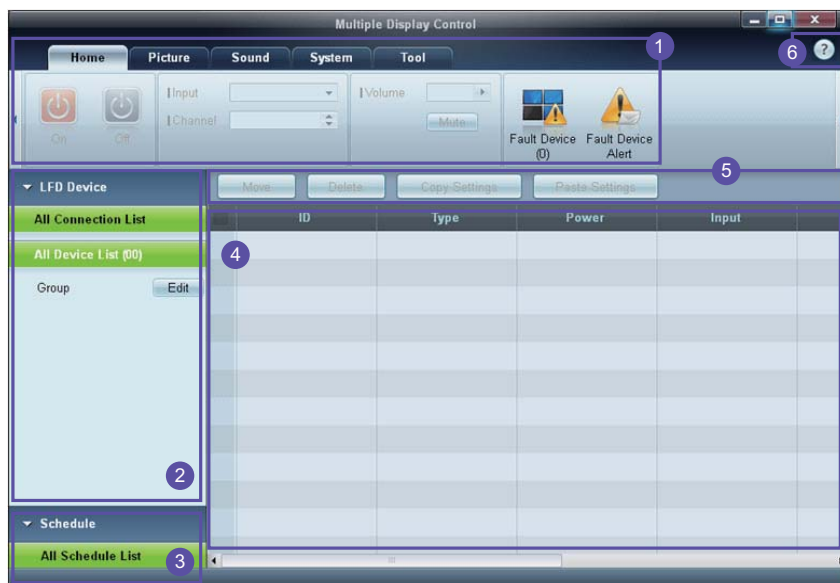 Multiple Display Control
Home Picture Sound System Tool
1
6
?
Input
Channel
On Off
Volume
Mute
Fault Device (0)
Fault Device Alert
5
LFD Device
Move Delete Copy Settings Paste Settings
All Connection List
ID Type Power Input
All Device List (00)
4
Group Edit
2
Schedule
All Schedule List
3